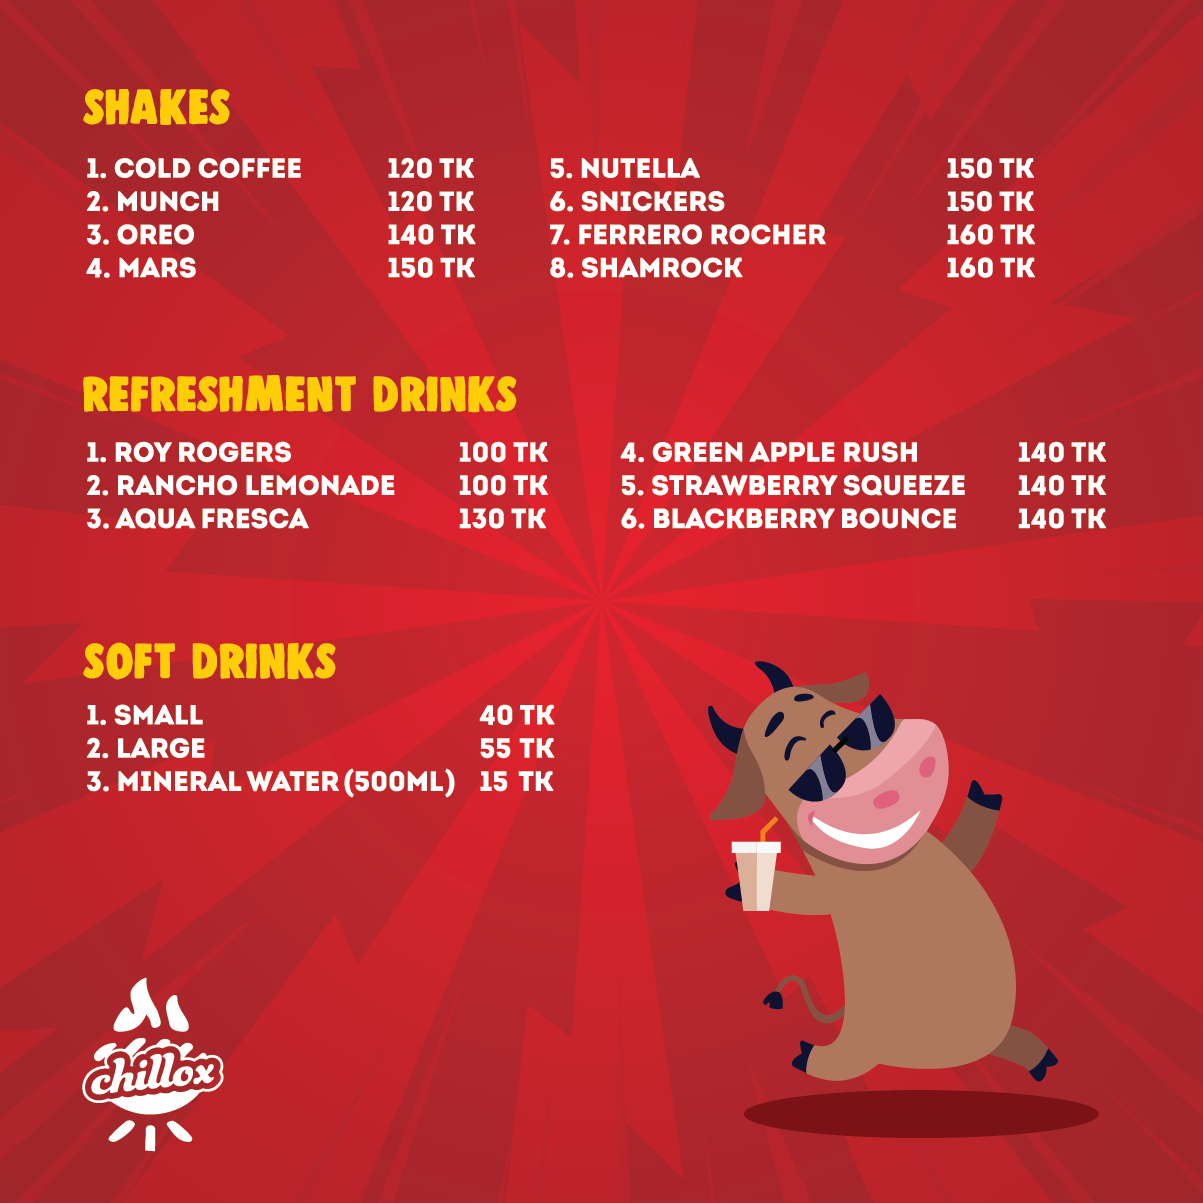 SHAKES
1. COLD COFFEE 120 TK
2. MUNCH 120 TK
3. OREO 140 TK
4. MARS 150 TK
5. NUTELLA 150 TK
6. SNICKERS 150 TK
7. FERRERO ROCHER 160 TK
8. SHAMROCK 160 TK
REFRESHMENT DRINKS
1. ROY ROGERS 100 TK
2. RANCHO LEMONADE 100 TK
3. AQUA FRESCA 130 TK
4. GREEN APPLE RUSH 140 TK
5. STRAWBERRY SQUEEZE 140 TK
6. BLACKBERRY BOUNCE 140 TK
SOFT DRINKS
1. SMALL 40 TK
2. LARGE 55 TK
3. MINERAL WATER (500ML) 15 TK
chillox